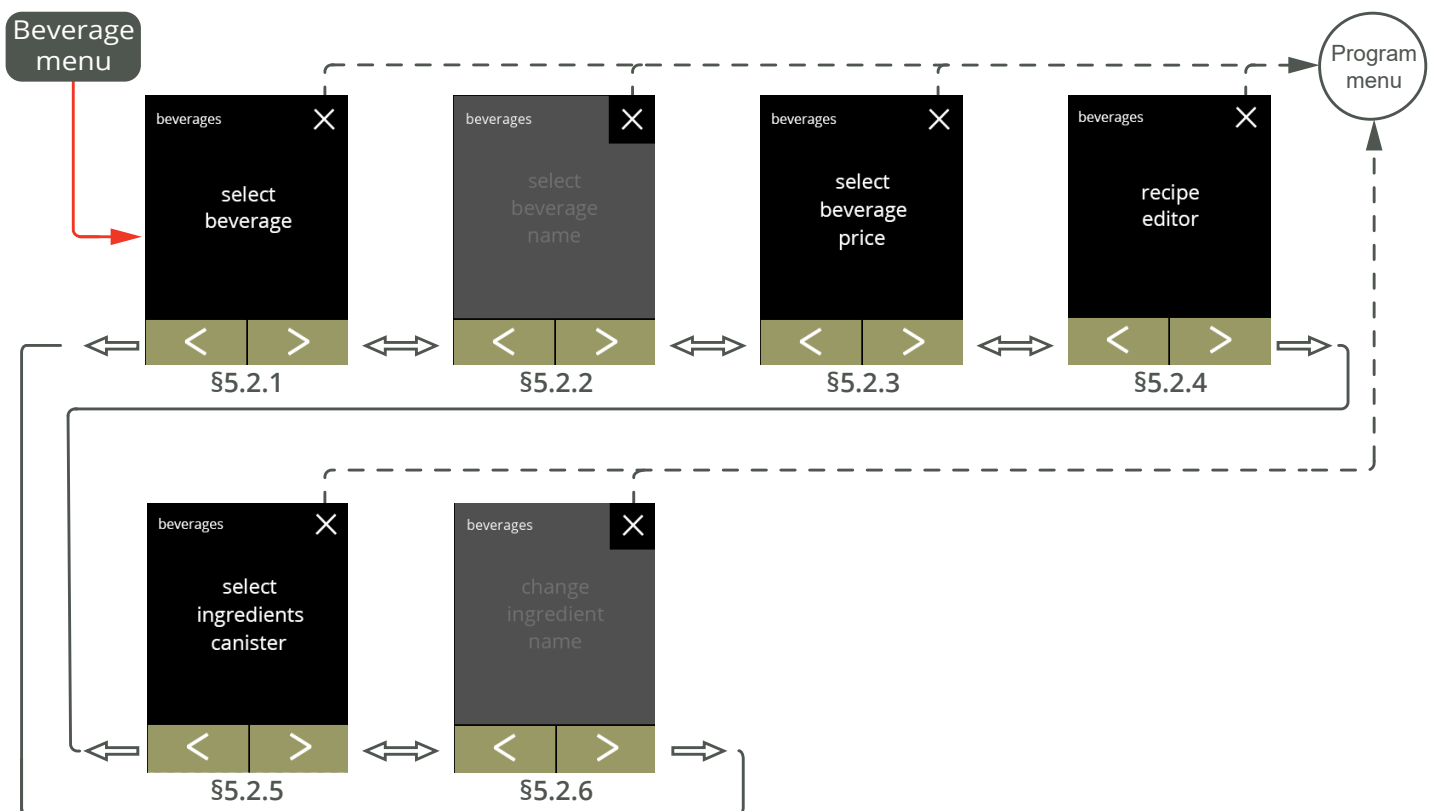 Beverage
menu
Program
menu
beverages
select
beverage
§5.2.1
beverages
select
beverage
name
§5.2.2
beverages
select
beverage
price
§5.2.3
beverages
recipe
editor
§5.2.4
beverages
select
ingredients
canister
§5.2.5
beverages
change
ingredient
name
§5.2.6